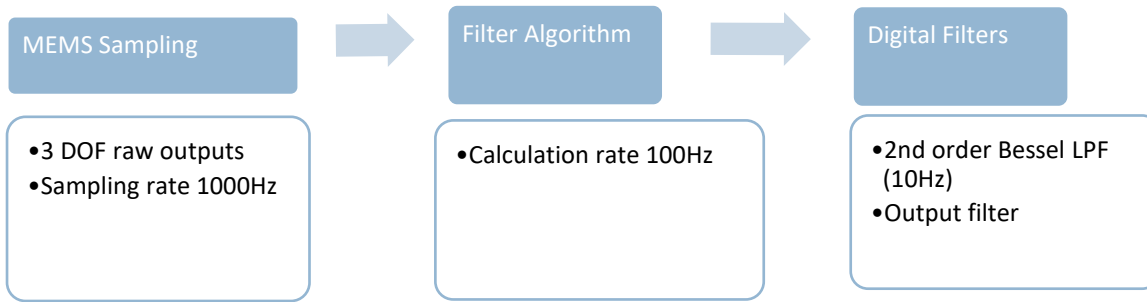 MEMS Sampling
•3 DOF raw outputs
•Sampling rate 1000Hz
Filter Algorithm
•Calculation rate 100Hz
Digital Filters
•2nd order Bessel LPF
(10Hz)
•Output filter